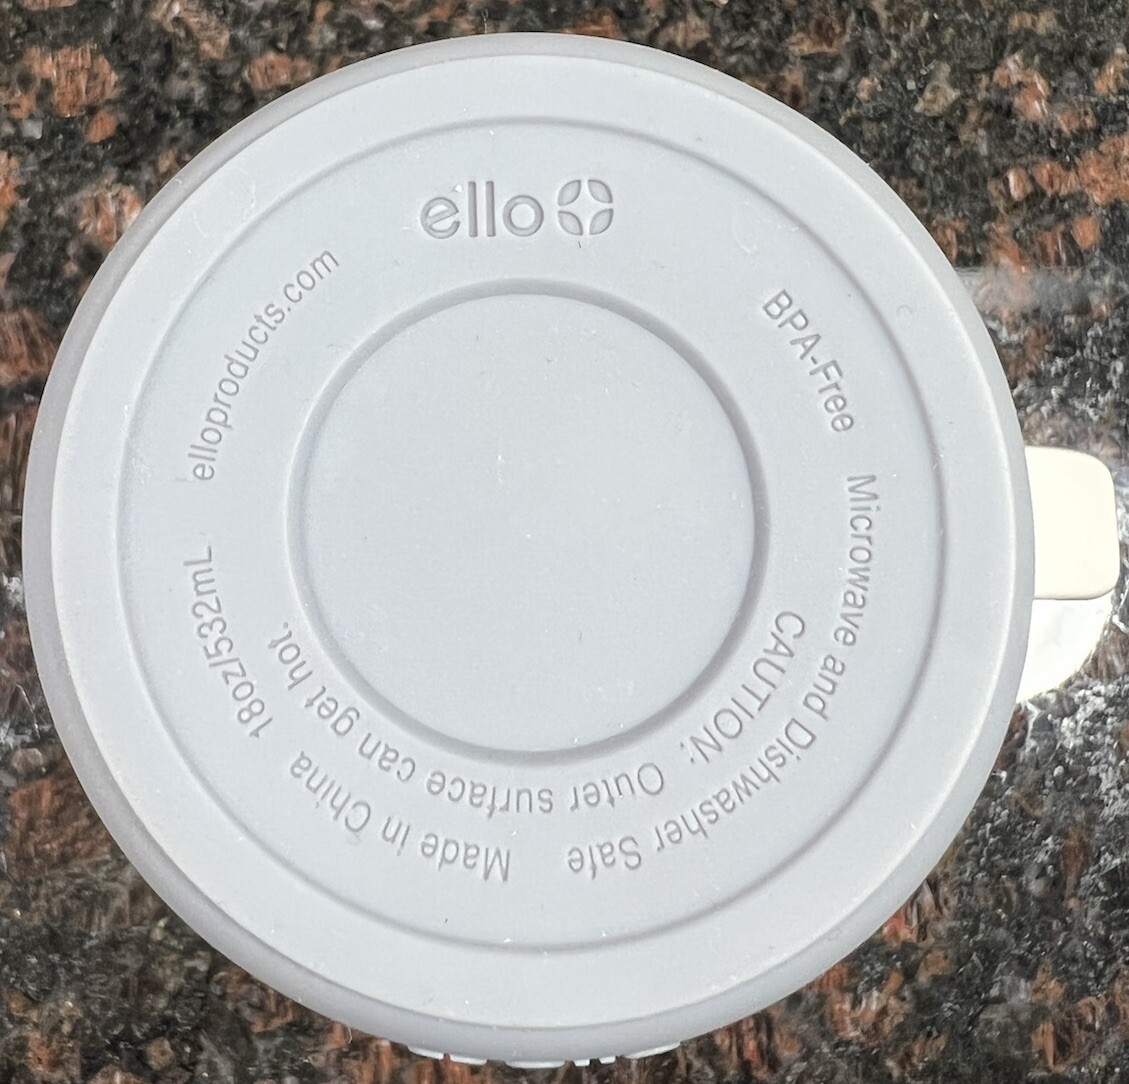 ello
BPA-Free
Microwave and Dishwasher Safe
Made in China
18oz/532mL
elloproducts.com
CAUTION: Outer surface can get hot.